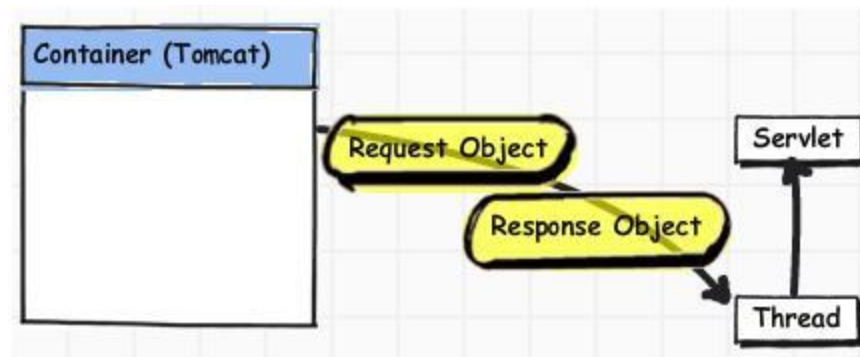 Container (Tomcat)
Request Object
Servlet
Response Object
Thread